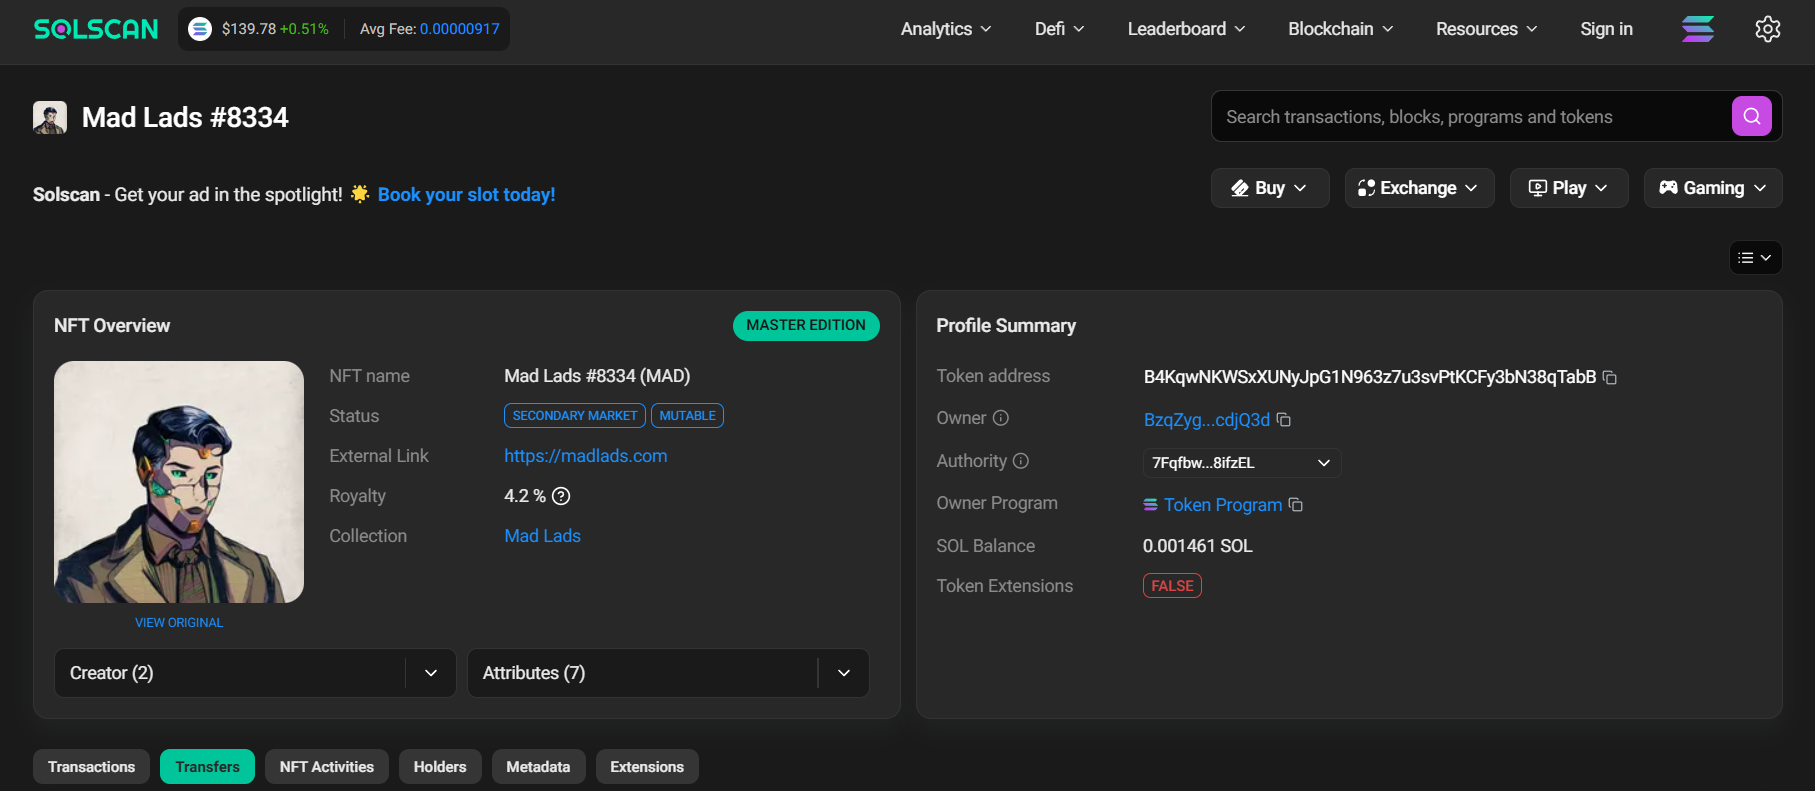 SOLSCAN
$139.78 +0.51% Avg Fee: 0.00000917
Analytics Defi Leaderboard Blockchain Resources Sign in
Mad Lads #8334
Search transactions, blocks, programs and tokens
Solscan - Get your ad in the spotlight! Book your slot today!
Buy Exchange Play Gaming
NFT Overview
MASTER EDITION
NFT name Mad Lads #8334 (MAD)
Status SECONDARY MARKET MUTABLE
External Link https://madlads.com
Royalty 4.2 %
Collection Mad Lads
VIEW ORIGINAL
Creator (2)
Attributes (7)
Profile Summary
Token address B4KqwNKWSxXUNyJpG1N963z7u3svPtKCFy3bN38qTabB
Owner BzqZyg...cdjQ3d
Authority 7Fqfbw...8ifzEL
Owner Program Token Program
SOL Balance 0.001461 SOL
Token Extensions FALSE
Transactions Transfers NFT Activities Holders Metadata Extensions